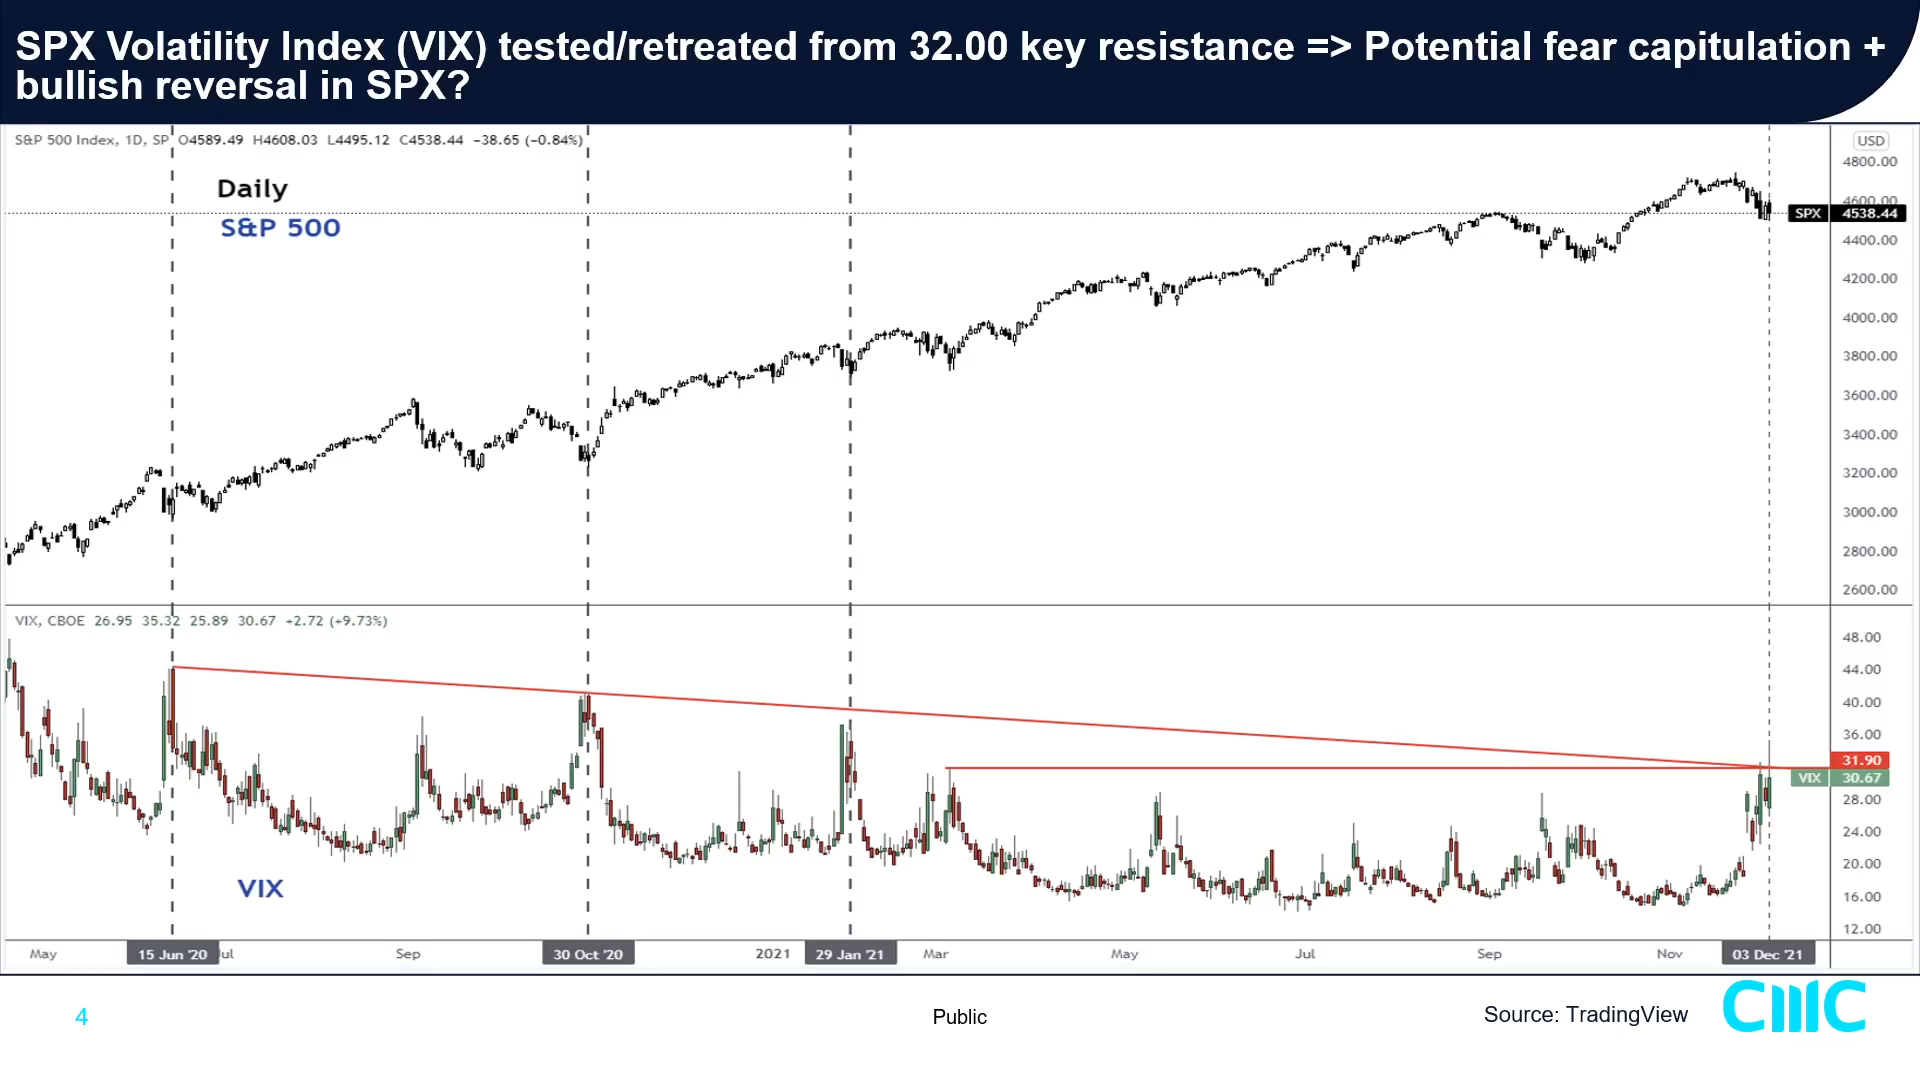 SPX Volatility Index (VIX) tested/retreated from 32.00 key resistance => Potential fear capitulation +
bullish reversal in SPX?
S&P 500 Index, 1D, SP O4589.49 H4608.03 L4495.12 C4538.44 −38.65 (−0.84%)
USD
4800.00
Daily
4600.00
SPX 4538.44
S&P 500
4400.00
4200.00
4000.00
3800.00
3600.00
3400.00
3200.00
3000.00
2800.00
2600.00
VIX, CBOE 26.95 35.32 25.89 30.67 +2.72 (+9.73%)
48.00
44.00
40.00
36.00
31.90
VIX 30.67
28.00
24.00
20.00
VIX
16.00
12.00
May 15 Jun '20 Jul Sep 30 Oct '20 2021 29 Jan '21 Mar May Jul Sep Nov 03 Dec '21
4 Public Source: TradingView CMC